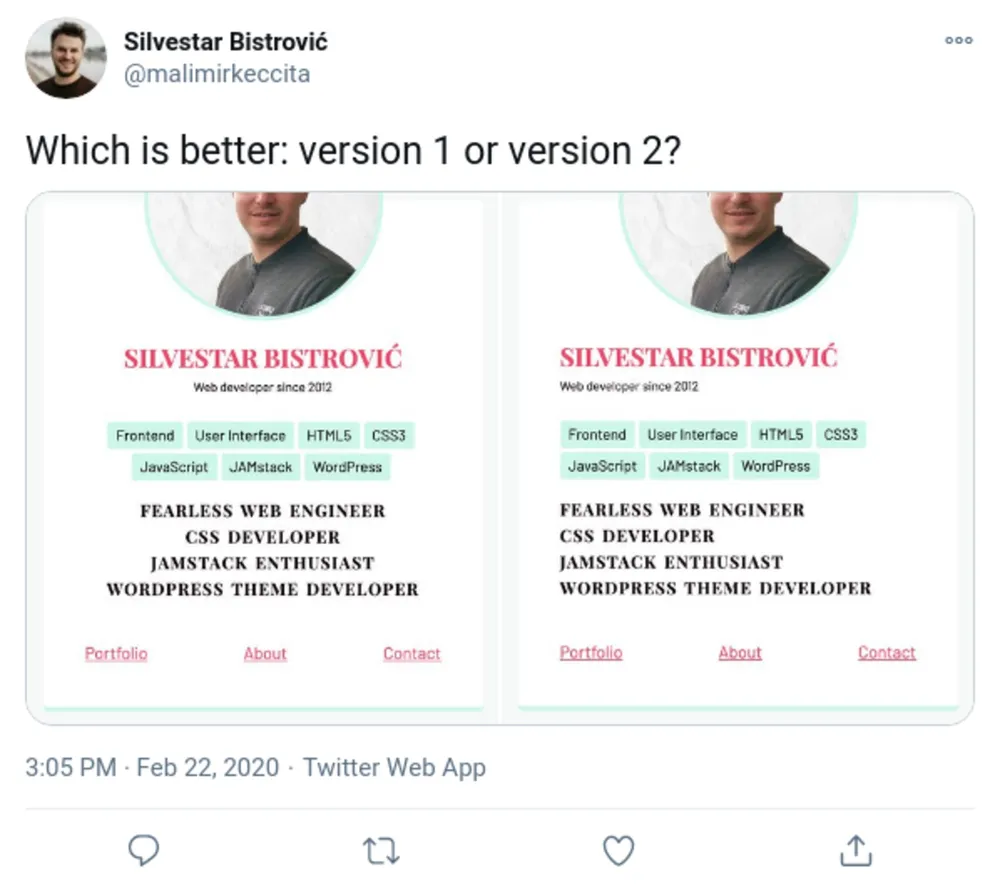 Silvestar Bistrović
@malimirkeccita
Which is better: version 1 or version 2?
SILVESTAR BISTROVIĆ
Web developer since 2012
Frontend User Interface HTML5 CSS3
JavaScript JAMstack WordPress
FEARLESS WEB ENGINEER
CSS DEVELOPER
JAMSTACK ENTHUSIAST
WORDPRESS THEME DEVELOPER
Portfolio About Contact
SILVESTAR BISTROVIĆ
Web developer since 2012
Frontend User Interface HTML5 CSS3
JavaScript JAMstack WordPress
FEARLESS WEB ENGINEER
CSS DEVELOPER
JAMSTACK ENTHUSIAST
WORDPRESS THEME DEVELOPER
Portfolio About Contact
3:05 PM · Feb 22, 2020 · Twitter Web App